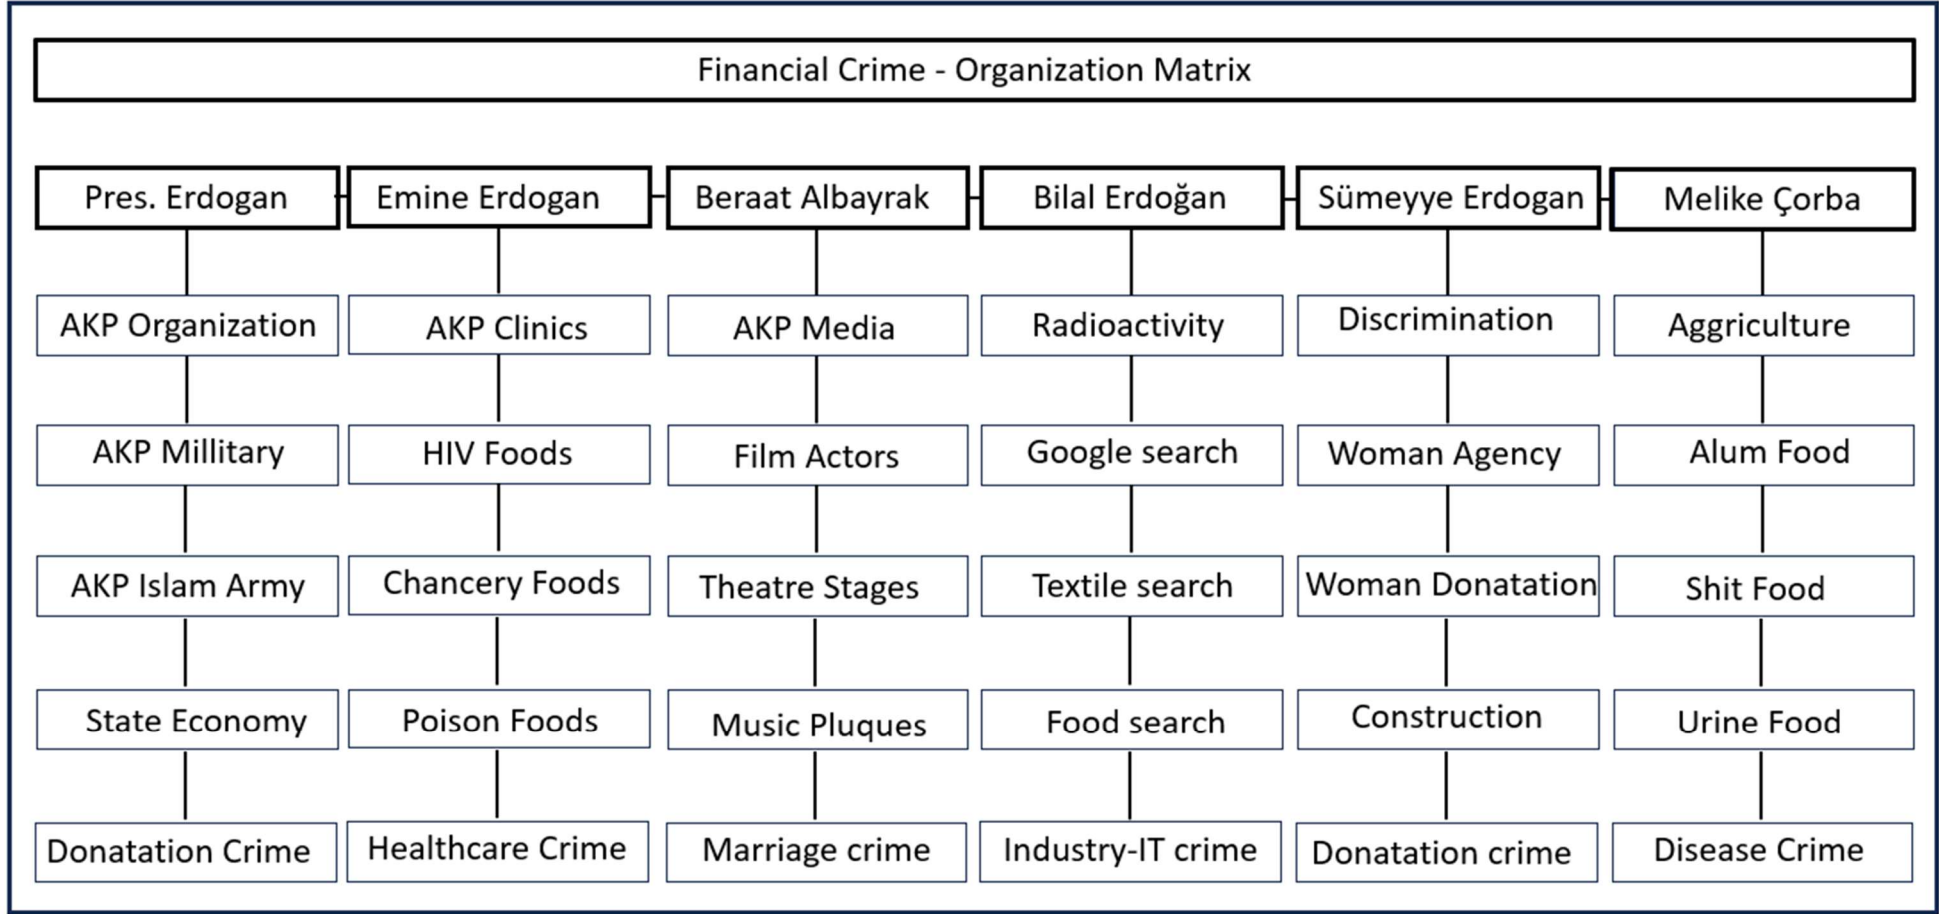 Financial Crime - Organization Matrix
Pres. Erdogan
Emine Erdogan
Beraat Albayrak
Bilal Erdoğan
Sümeyye Erdogan
Melike Çorba
AKP Organization
AKP Clinics
AKP Media
Radioactivity
Discrimination
Aggriculture
AKP Millitary
HIV Foods
Film Actors
Google search
Woman Agency
Alum Food
AKP Islam Army
Chancery Foods
Theatre Stages
Textile search
Woman Donatation
Shit Food
State Economy
Poison Foods
Music Pluques
Food search
Construction
Urine Food
Donatation Crime
Healthcare Crime
Marriage crime
Industry-IT crime
Donatation crime
Disease Crime